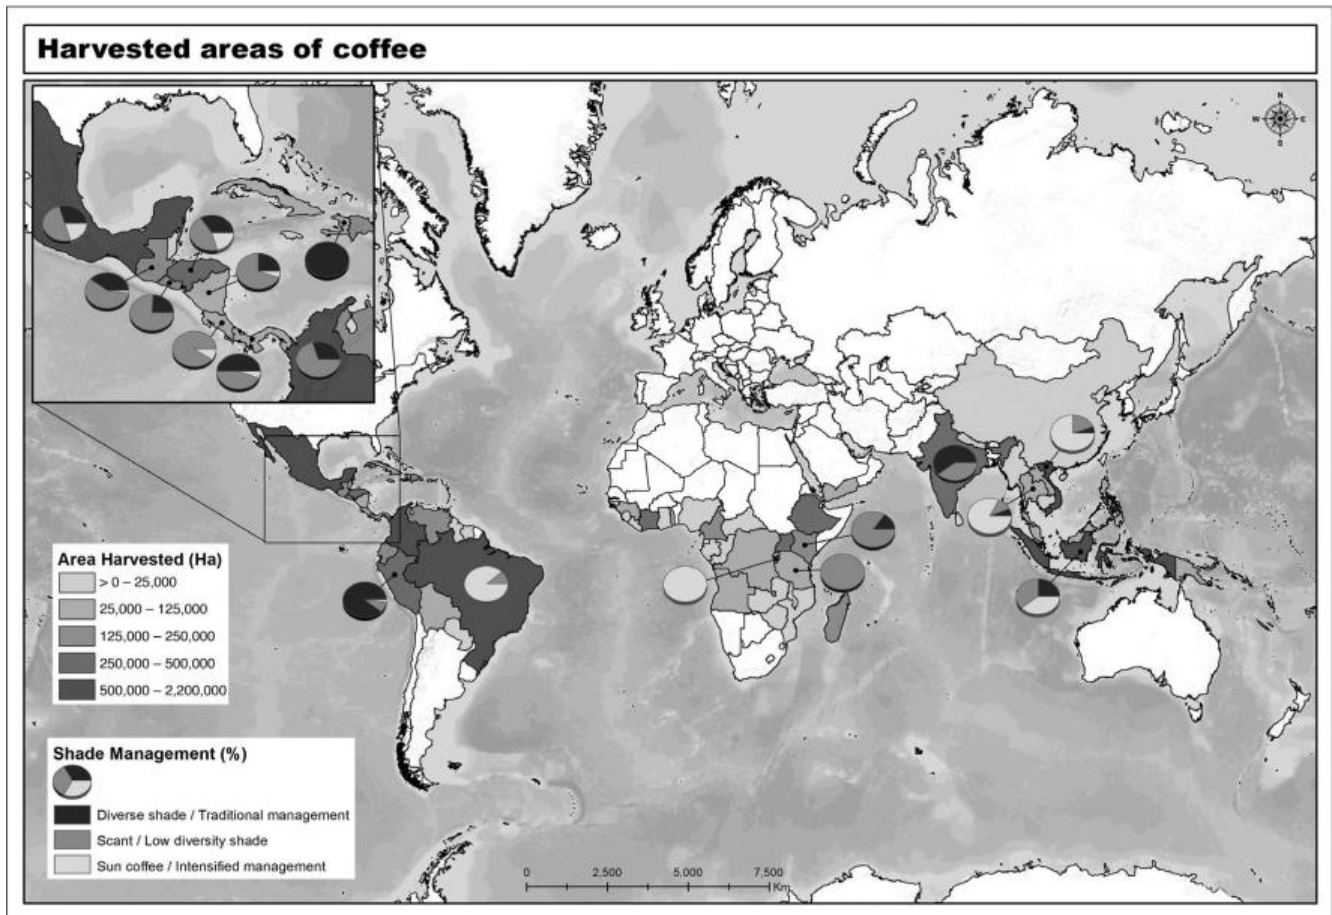 Harvested areas of coffee
N
W
E
S
Area Harvested (Ha)
> 0 – 25,000
25,000 – 125,000
125,000 – 250,000
250,000 – 500,000
500,000 – 2,200,000
Shade Management (%)
Diverse shade / Traditional management
Scant / Low diversity shade
Sun coffee / Intensified management
0 2,500 5,000 7,500
Km